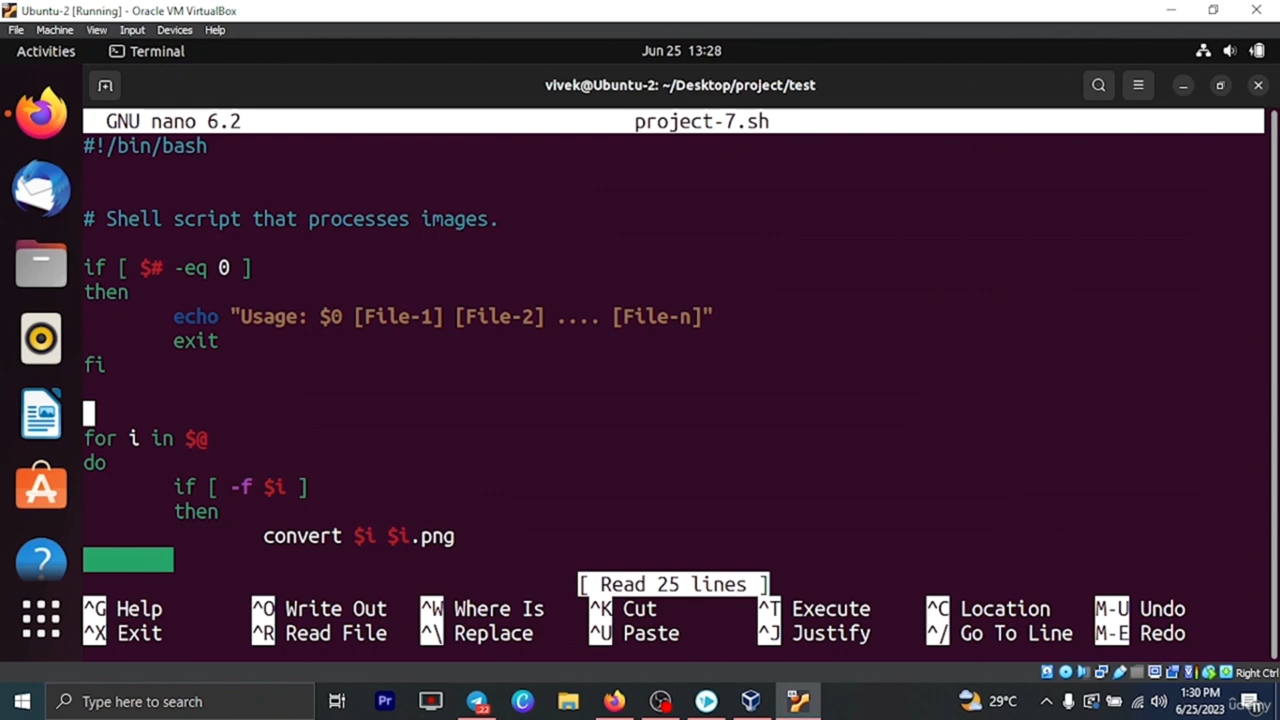 Ubuntu-2 [Running] - Oracle VM VirtualBox
File Machine View Input Devices Help
Activities Terminal Jun 25 13:28
vivek@Ubuntu-2: ~/Desktop/project/test
GNU nano 6.2 project-7.sh
#!/bin/bash
# Shell script that processes images.
if [ $# -eq 0 ]
then
echo "Usage: $0 [File-1] [File-2] .... [File-n]"
exit
fi
for i in $@
do
if [ -f $i ]
then
convert $i $i.png
[ Read 25 lines ]
^G Help ^O Write Out ^W Where Is ^K Cut ^T Execute ^C Location M-U Undo
^X Exit ^R Read File ^\ Replace ^U Paste ^J Justify ^/ Go To Line M-E Redo
Right Ctrl
Type here to search
Pr
22
29°C
1:30 PM
6/25/2023
udemy